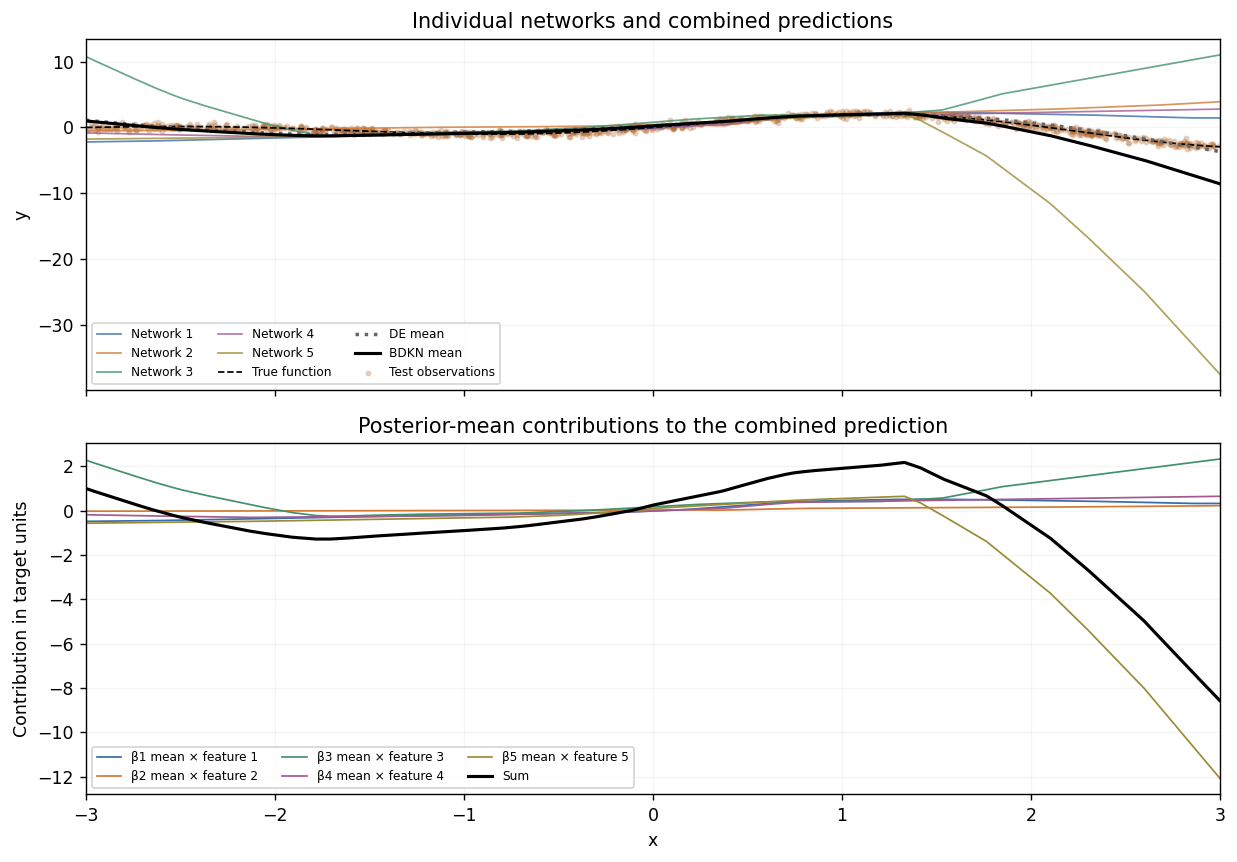 Individual networks and combined predictions
10
0
−10
−20
−30
y
Network 1 Network 4 DE mean
Network 2 Network 5 BDKN mean
Network 3 True function Test observations
Posterior-mean contributions to the combined prediction
2
0
−2
−4
−6
−8
−10
−12
Contribution in target units
β1 mean × feature 1 β3 mean × feature 3 β5 mean × feature 5
β2 mean × feature 2 β4 mean × feature 4 Sum
−3 −2 −1 0 1 2 3
x